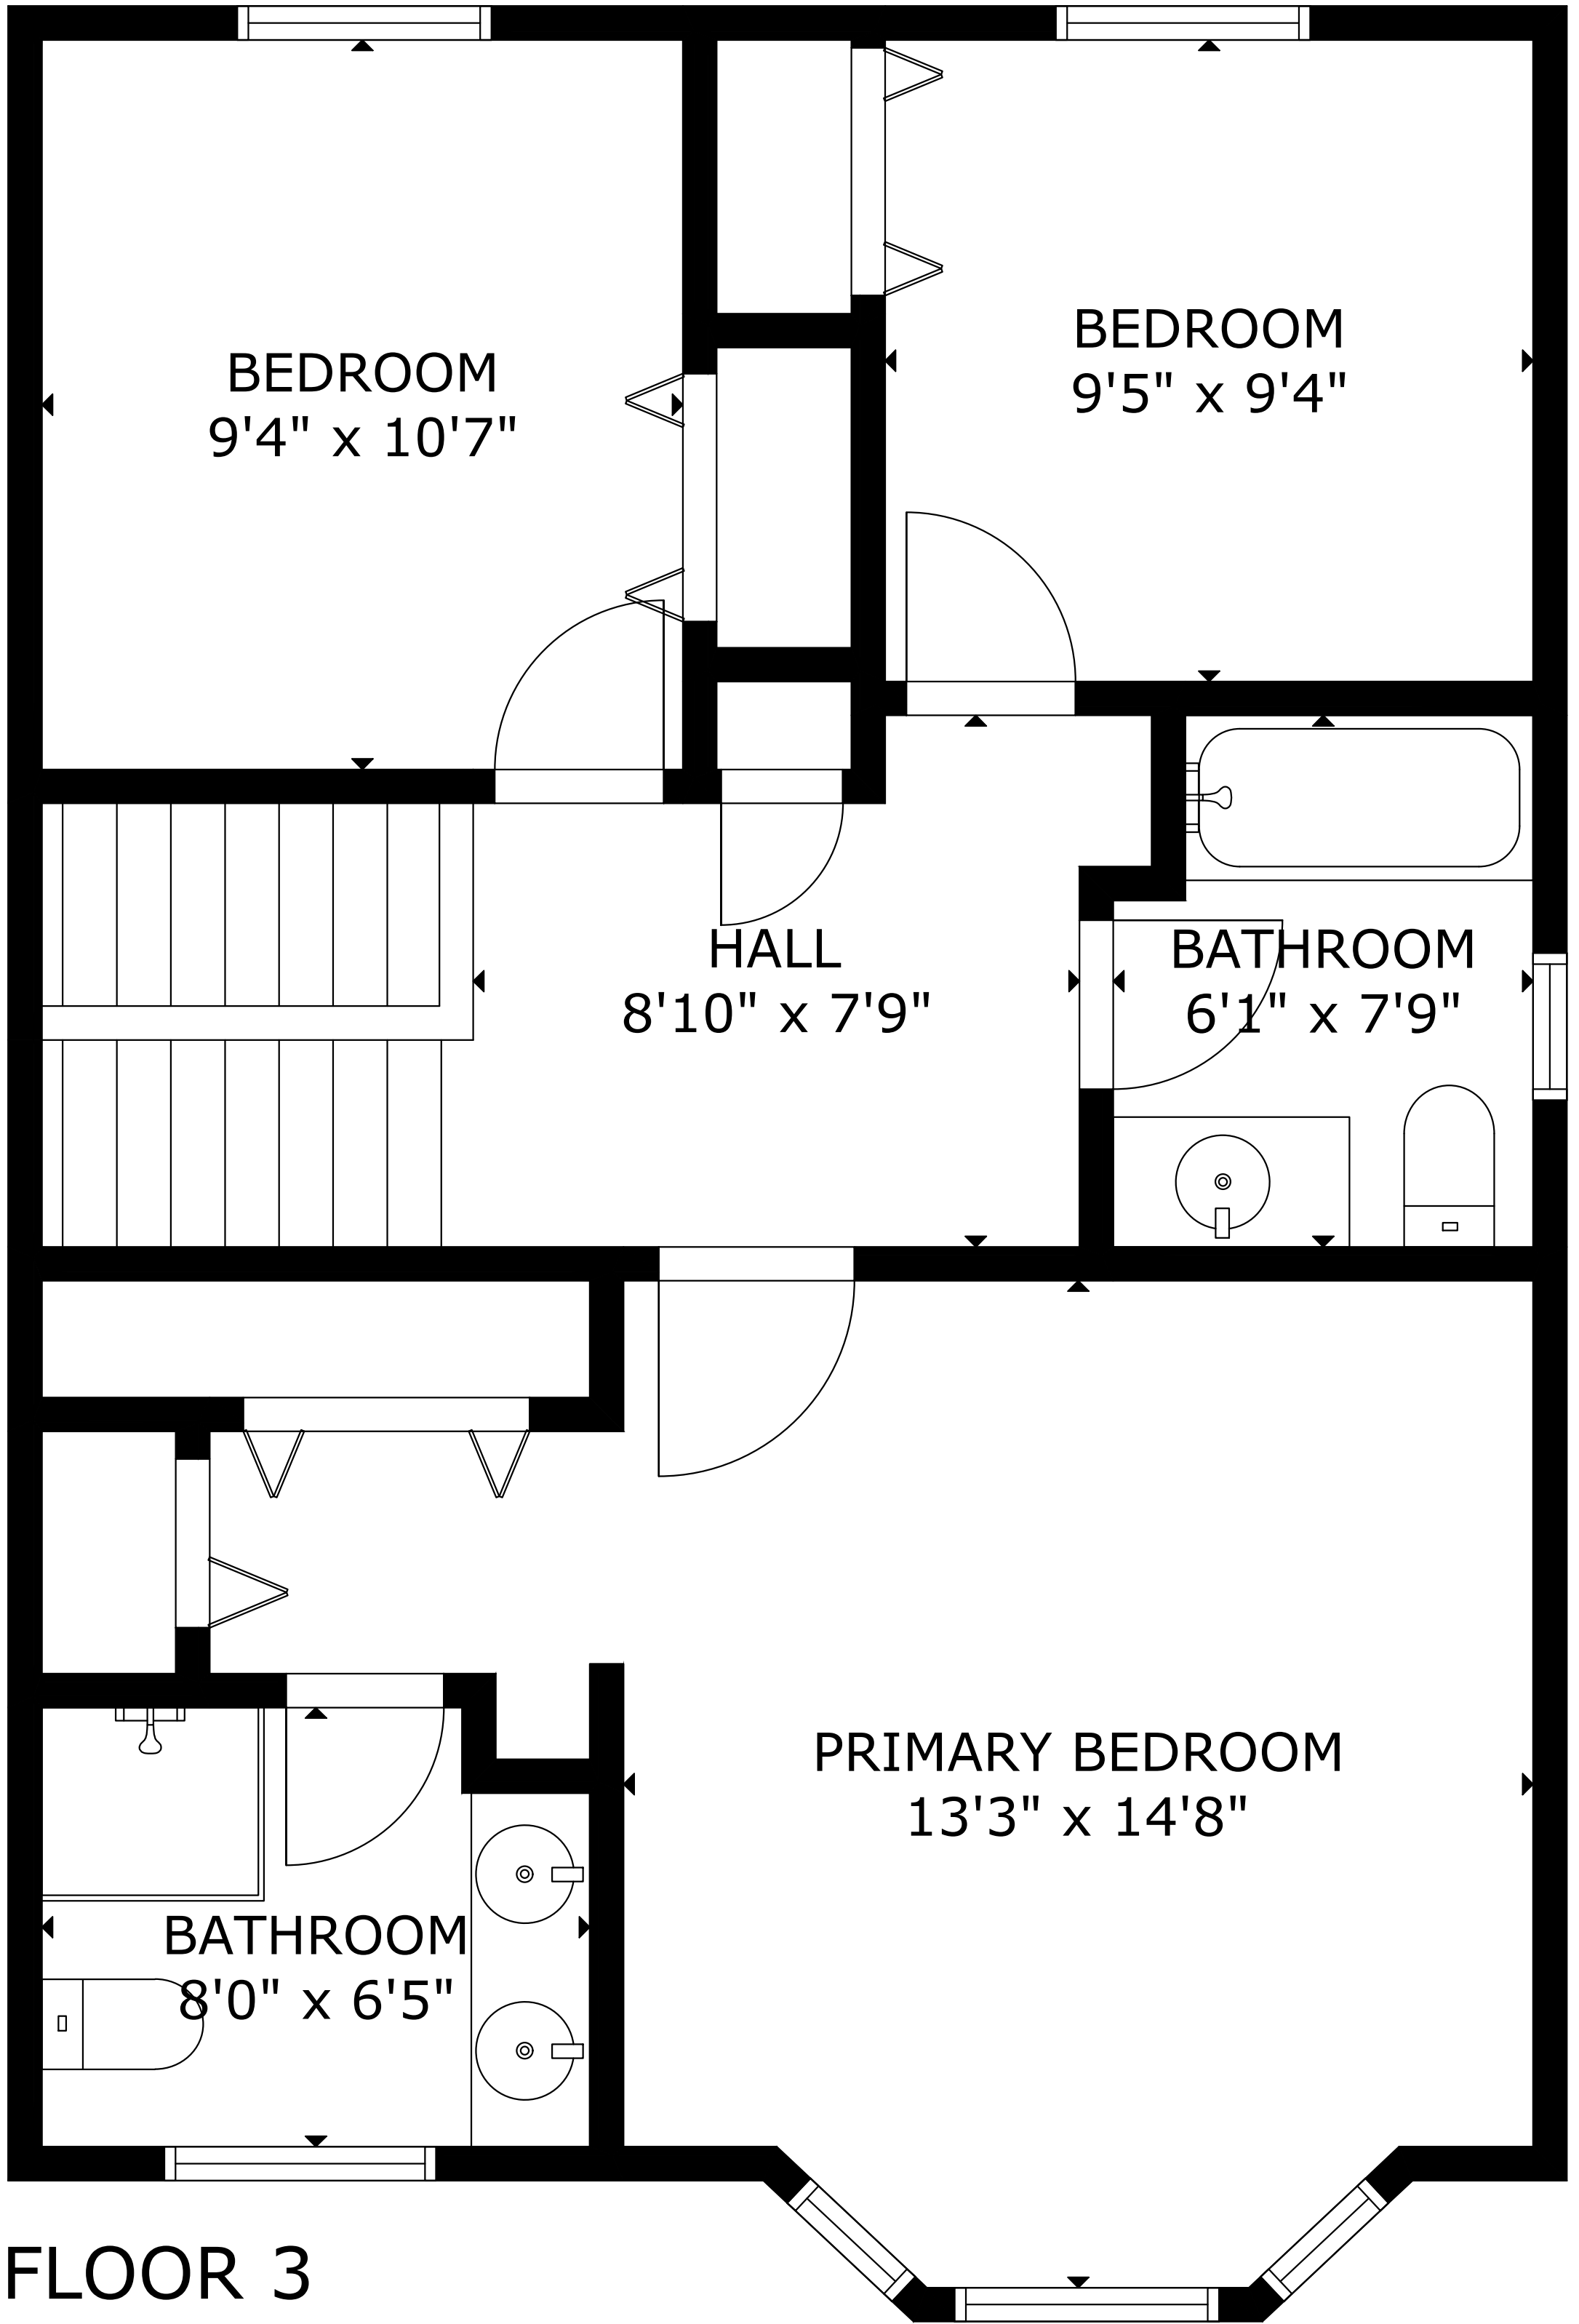 BEDROOM
9'4" x 10'7"
BEDROOM
9'5" x 9'4"
HALL
8'10" x 7'9"
BATHROOM
6'1" x 7'9"
PRIMARY BEDROOM
13'3" x 14'8"
BATHROOM
8'0" x 6'5"
FLOOR 3